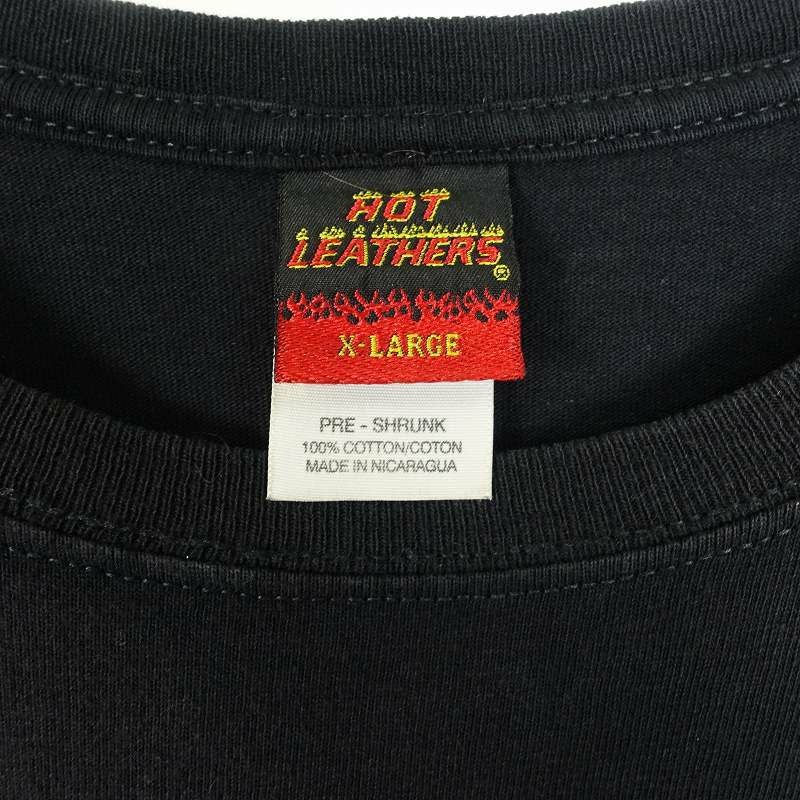 HOT
LEATHERS®
X-LARGE
PRE - SHRUNK
100% COTTON/COTON
MADE IN NICARAGUA